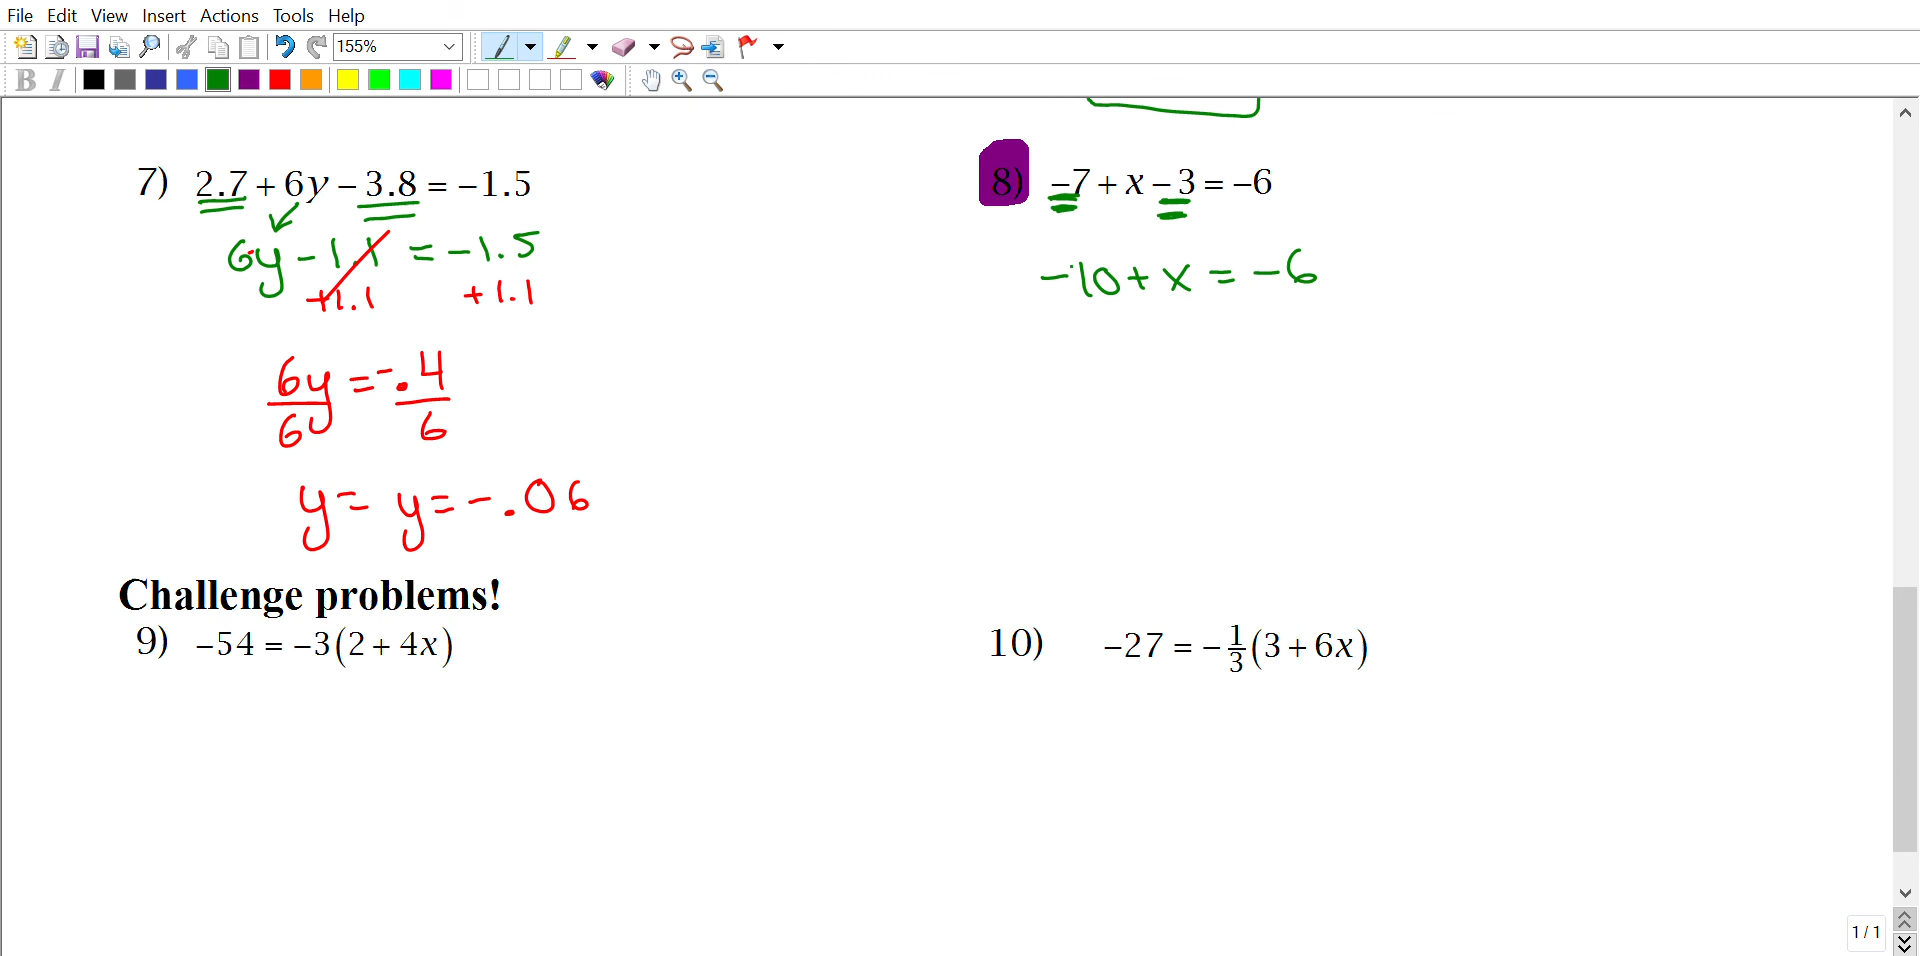 File Edit View Insert Actions Tools Help
155%
B I
7) 2.7 + 6y − 3.8 = −1.5
6y − 1.1 = −1.5
+1.1 +1.1
6y = -.4
6y 6
y = y = -.06
8) −7 + x − 3 = −6
-10 + x = -6
Challenge problems!
9) −54 = −3(2 + 4x)
10) −27 = −1/3(3 + 6x)
1 / 1